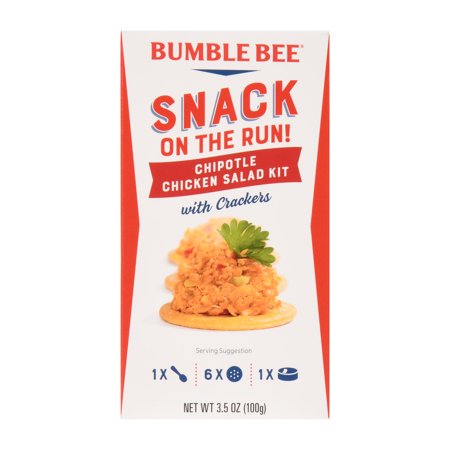 BUMBLE BEE®
SNACK
ON THE RUN!
CHIPOTLE
CHICKEN SALAD KIT
with Crackers
Serving Suggestion
1X 6X 1X
NET WT 3.5 OZ (100g)